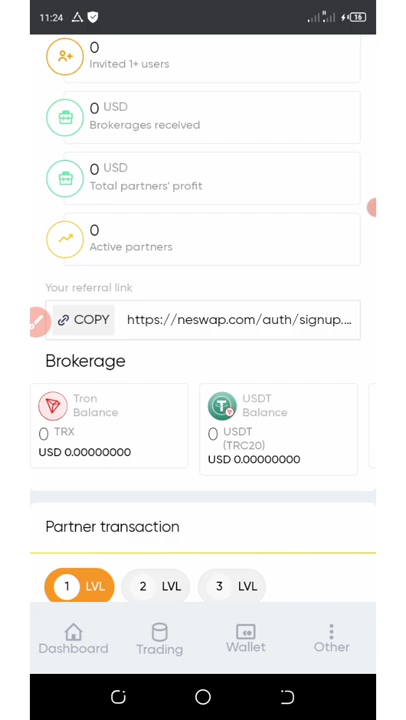 11:24
16
0
Invited 1+ users
0 USD
Brokerages received
0 USD
Total partners' profit
0
Active partners
Your referral link
COPY https://neswap.com/auth/signup....
Brokerage
Tron
Balance
0 TRX
USD 0.00000000
USDT
Balance
0 USDT
(TRC20)
USD 0.00000000
Partner transaction
1 LVL
2 LVL
3 LVL
Dashboard
Trading
Wallet
Other